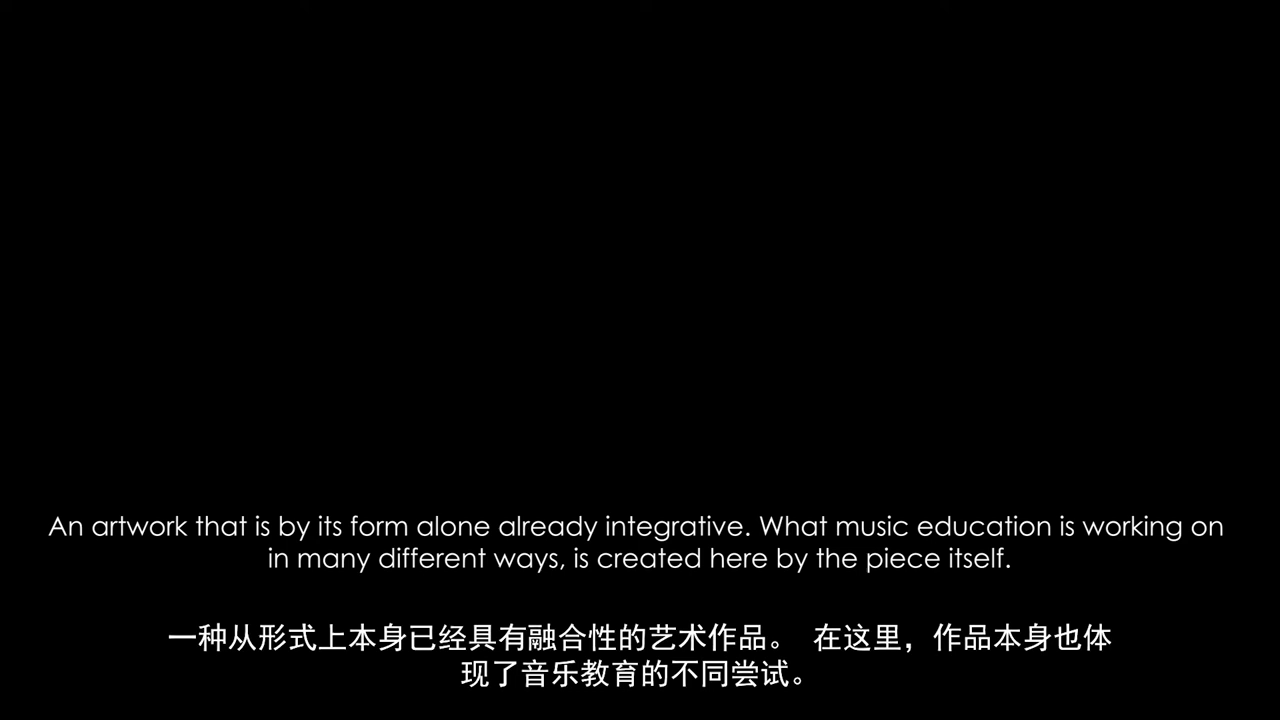 An artwork that is by its form alone already integrative. What music education is working on
in many different ways, is created here by the piece itself.
一种从形式上本身已经具有融合性的艺术作品。 在这里，作品本身也体
现了音乐教育的不同尝试。